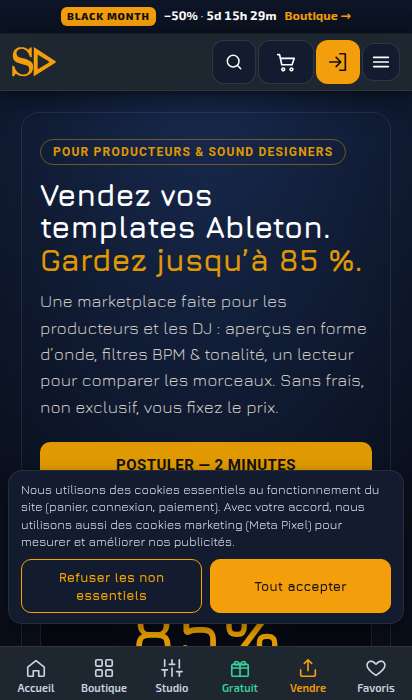 BLACK MONTH −50% · 5d 15h 29m Boutique →
SD
POUR PRODUCTEURS & SOUND DESIGNERS
Vendez vos
templates Ableton.
Gardez jusqu’à 85 %.
Une marketplace faite pour les
producteurs et les DJ : aperçus en forme
d’onde, filtres BPM & tonalité, un lecteur
pour comparer les morceaux. Sans frais,
non exclusif, vous fixez le prix.
POSTULER — 2 MINUTES
Nous utilisons des cookies essentiels au fonctionnement du
site (panier, connexion, paiement). Avec votre accord, nous
utilisons aussi des cookies marketing (Meta Pixel) pour
mesurer et améliorer nos publicités.
Refuser les non
essentiels
Tout accepter
85%
Accueil Boutique Studio Gratuit Vendre Favoris